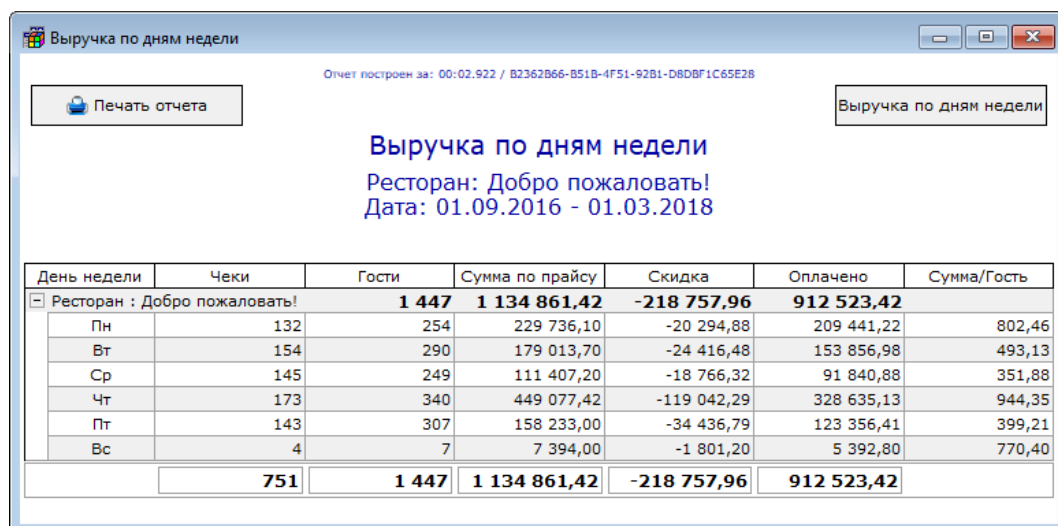 Выручка по дням недели
Отчет построен за: 00:02.922 / B2362B66-B51B-4F51-92B1-D8DBF1C65E28
Печать отчета
Выручка по дням недели
Выручка по дням недели
Ресторан: Добро пожаловать!
Дата: 01.09.2016 - 01.03.2018
День недели Чеки Гости Сумма по прайсу Скидка Оплачено Сумма/Гость
Ресторан : Добро пожаловать! 1 447 1 134 861,42 -218 757,96 912 523,42
Пн 132 254 229 736,10 -20 294,88 209 441,22 802,46
Вт 154 290 179 013,70 -24 416,48 153 856,98 493,13
Ср 145 249 111 407,20 -18 766,32 91 840,88 351,88
Чт 173 340 449 077,42 -119 042,29 328 635,13 944,35
Пт 143 307 158 233,00 -34 436,79 123 356,41 399,21
Вс 4 7 7 394,00 -1 801,20 5 392,80 770,40
751 1 447 1 134 861,42 -218 757,96 912 523,42